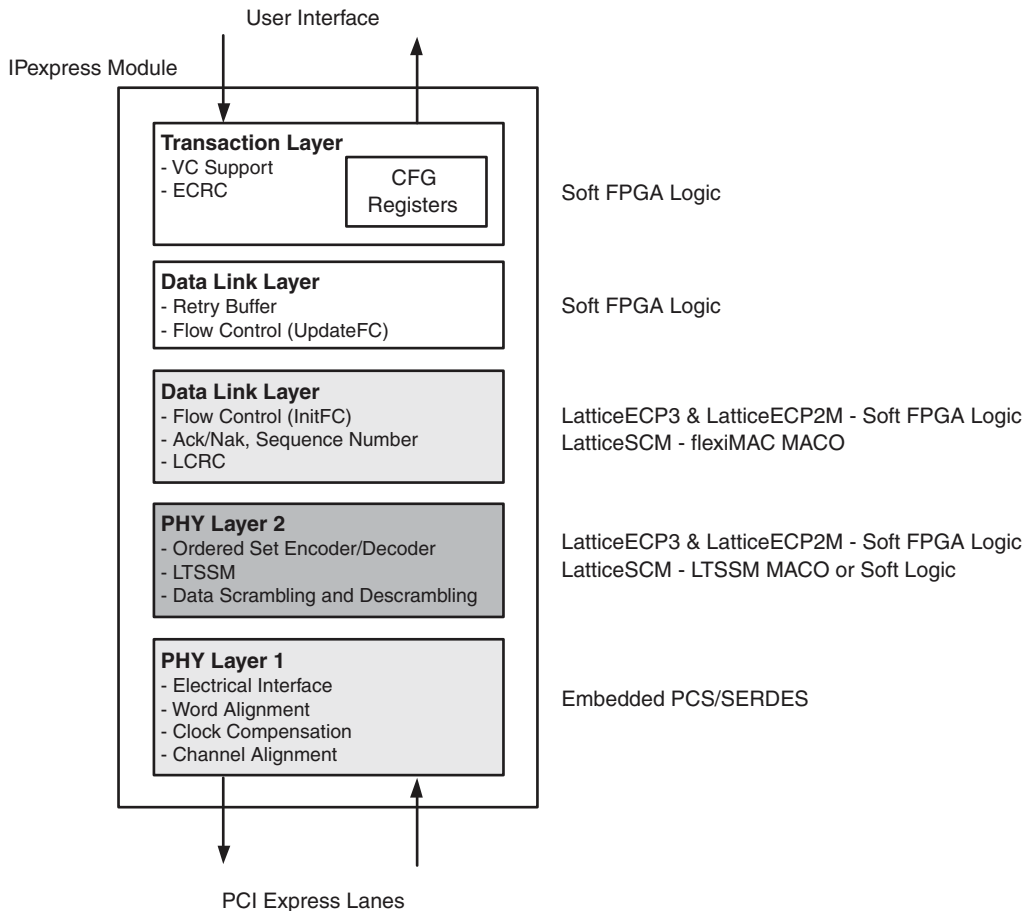 User Interface
IPexpress Module
Transaction Layer
- VC Support
- ECRC
CFG
Registers
Soft FPGA Logic
Data Link Layer
- Retry Buffer
- Flow Control (UpdateFC)
Soft FPGA Logic
Data Link Layer
- Flow Control (InitFC)
- Ack/Nak, Sequence Number
- LCRC
LatticeECP3 & LatticeECP2M - Soft FPGA Logic
LatticeSCM - flexiMAC MACO
PHY Layer 2
- Ordered Set Encoder/Decoder
- LTSSM
- Data Scrambling and Descrambling
LatticeECP3 & LatticeECP2M - Soft FPGA Logic
LatticeSCM - LTSSM MACO or Soft Logic
PHY Layer 1
- Electrical Interface
- Word Alignment
- Clock Compensation
- Channel Alignment
Embedded PCS/SERDES
PCI Express Lanes